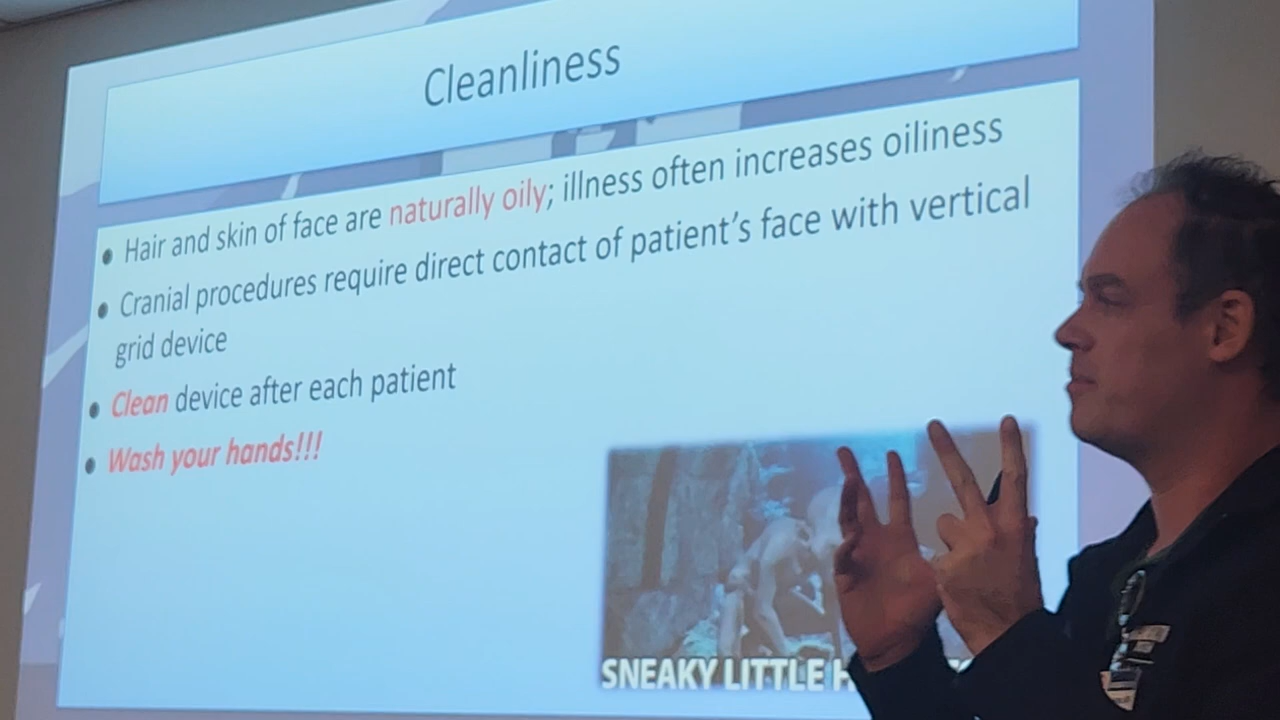 Cleanliness
Hair and skin of face are naturally oily; illness often increases oiliness
Cranial procedures require direct contact of patient's face with vertical
grid device
Clean device after each patient
Wash your hands!!!
SNEAKY LITTLE